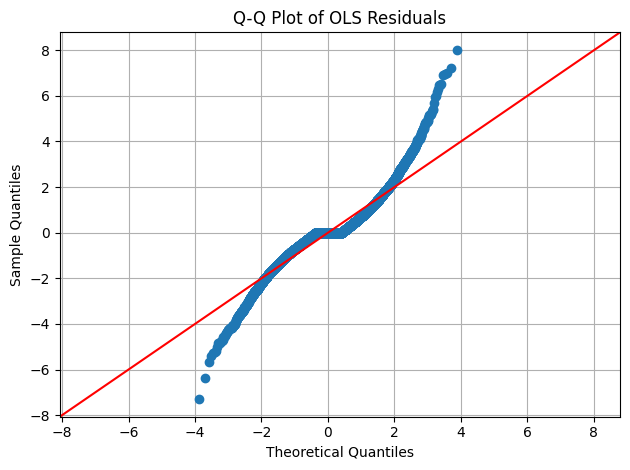 Q-Q Plot of OLS Residuals
Sample Quantiles
8
6
4
2
0
−2
−4
−6
−8
−8 −6 −4 −2 0 2 4 6 8
Theoretical Quantiles